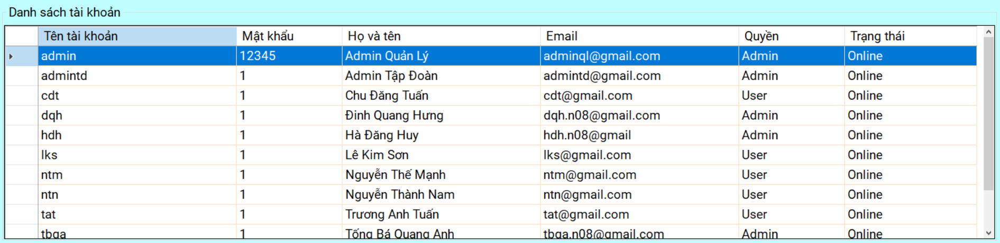 Danh sách tài khoản
Tên tài khoản Mật khẩu Họ và tên Email Quyền Trạng thái
admin 12345 Admin Quản Lý adminql@gmail.com Admin Online
admintd 1 Admin Tập Đoàn admintd@gmail.com Admin Online
cdt 1 Chu Đăng Tuấn cdt@gmail.com User Online
dqh 1 Đinh Quang Hưng dqh.n08@gmail.com Admin Online
hdh 1 Hà Đăng Huy hdh.n08@gmail Admin Online
lks 1 Lê Kim Sơn lks@gmail.com User Online
ntm 1 Nguyễn Thế Mạnh ntm@gmail.com User Online
ntn 1 Nguyễn Thành Nam ntn@gmail.com User Online
tat 1 Trương Anh Tuấn tat@gmail.com User Online
tbqa 1 Tống Bá Quang Anh tbqa.n08@gmail.com Admin Online